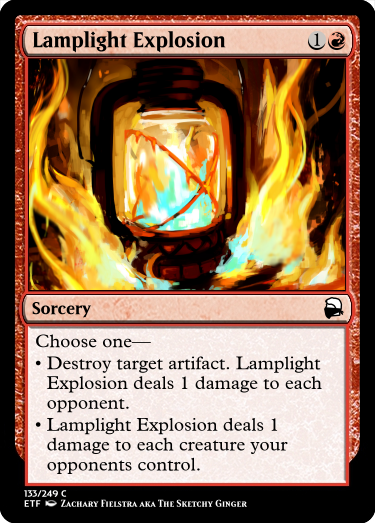 Lamplight Explosion 1
Sorcery
Choose one—
• Destroy target artifact. Lamplight
Explosion deals 1 damage to each
opponent.
• Lamplight Explosion deals 1
damage to each creature your
opponents control.
133/249 C
ETF Zachary Fielstra aka The Sketchy Ginger